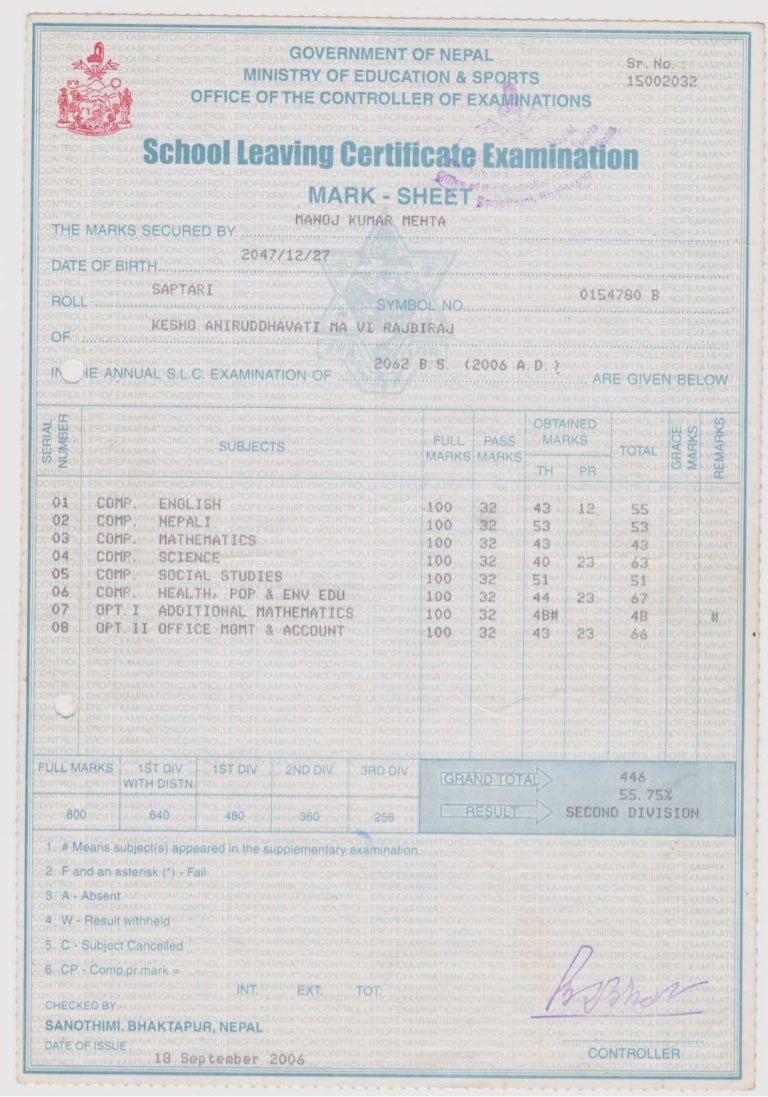 GOVERNMENT OF NEPAL
MINISTRY OF EDUCATION & SPORTS
OFFICE OF THE CONTROLLER OF EXAMINATIONS
Sr. No. :
15002032
School Leaving Certificate Examination
MARK - SHEET
THE MARKS SECURED BY MANOJ KUMAR MEHTA
DATE OF BIRTH 2047/12/27
ROLL SAPTARI SYMBOL NO. 0154780 B
OF KESHO ANIRUDDHAVATI MA VI RAJBIRAJ
IN HE ANNUAL S.L.C. EXAMINATION OF 2062 B.S. (2006 A.D.) ARE GIVEN BELOW
SERIAL NUMBER SUBJECTS FULL MARKS PASS MARKS OBTAINED MARKS TH PR TOTAL GRACE MARKS REMARKS
01 COMP. ENGLISH 100 32 43 12 55
02 COMP. NEPALI 100 32 53 53
03 COMP. MATHEMATICS 100 32 43 43
04 COMP. SCIENCE 100 32 40 23 63
05 COMP. SOCIAL STUDIES 100 32 51 51
06 COMP. HEALTH, POP & ENV EDU 100 32 44 23 67
07 OPT.I ADDITIONAL MATHEMATICS 100 32 48# 48 #
08 OPT.II OFFICE MGMT & ACCOUNT 100 32 43 23 66
FULL MARKS 1ST DIV WITH DISTN. 1ST DIV 2ND DIV 3RD DIV
800 640 480 360 256
GRAND TOTAL 446
55.75%
RESULT SECOND DIVISION
1. # Means subject(s) appeared in the supplementary examination.
2. F and an asterisk (*) - Fail
3. A - Absent
4. W - Result withheld
5. C - Subject Cancelled
6. CP - Comp.pr.mark =
INT. EXT. TOT.
CHECKED BY:-
SANOTHIMI, BHAKTAPUR, NEPAL
DATE OF ISSUE : 18 September 2006
CONTROLLER